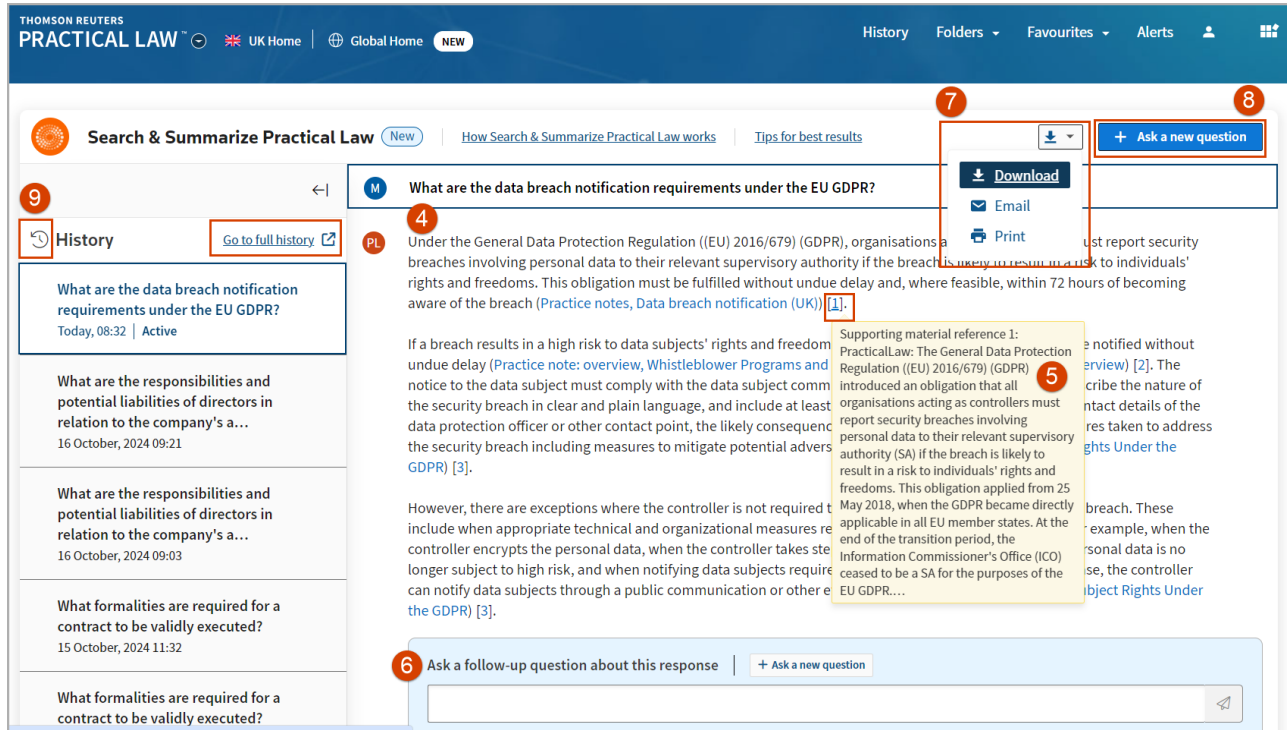 THOMSON REUTERS
PRACTICAL LAW™ UK Home Global Home NEW
History Folders Favourites Alerts
7
8
Search & Summarize Practical Law New How Search & Summarize Practical Law works Tips for best results
+ Ask a new question
Download
Email
Print
9
History Go to full history
What are the data breach notification
requirements under the EU GDPR?
Today, 08:32 | Active
What are the responsibilities and
potential liabilities of directors in
relation to the company's a...
16 October, 2024 09:21
What are the responsibilities and
potential liabilities of directors in
relation to the company's a...
16 October, 2024 09:03
What formalities are required for a
contract to be validly executed?
15 October, 2024 11:32
What formalities are required for a
contract to be validly executed?
M What are the data breach notification requirements under the EU GDPR?
4
PL Under the General Data Protection Regulation ((EU) 2016/679) (GDPR), organisations a ust report security
breaches involving personal data to their relevant supervisory authority if the breach is likely to result in a risk to individuals'
rights and freedoms. This obligation must be fulfilled without undue delay and, where feasible, within 72 hours of becoming
aware of the breach (Practice notes, Data breach notification (UK)) [1].
If a breach results in a high risk to data subjects' rights and freedom e notified without
undue delay (Practice note: overview, Whistleblower Programs and erview) [2]. The
notice to the data subject must comply with the data subject comm cribe the nature of
the security breach in clear and plain language, and include at least ntact details of the
data protection officer or other contact point, the likely consequenc res taken to address
the security breach including measures to mitigate potential advers ghts Under the
GDPR) [3].
However, there are exceptions where the controller is not required t breach. These
include when appropriate technical and organizational measures re r example, when the
controller encrypts the personal data, when the controller takes ste rsonal data is no
longer subject to high risk, and when notifying data subjects require se, the controller
can notify data subjects through a public communication or other e bject Rights Under
the GDPR) [3].
Supporting material reference 1:
PracticalLaw: The General Data Protection
Regulation ((EU) 2016/679) (GDPR)
introduced an obligation that all
organisations acting as controllers must
report security breaches involving
personal data to their relevant supervisory
authority (SA) if the breach is likely to
result in a risk to individuals' rights and
freedoms. This obligation applied from 25
May 2018, when the GDPR became directly
applicable in all EU member states. At the
end of the transition period, the
Information Commissioner's Office (ICO)
ceased to be a SA for the purposes of the
EU GDPR....
5
6 Ask a follow-up question about this response + Ask a new question